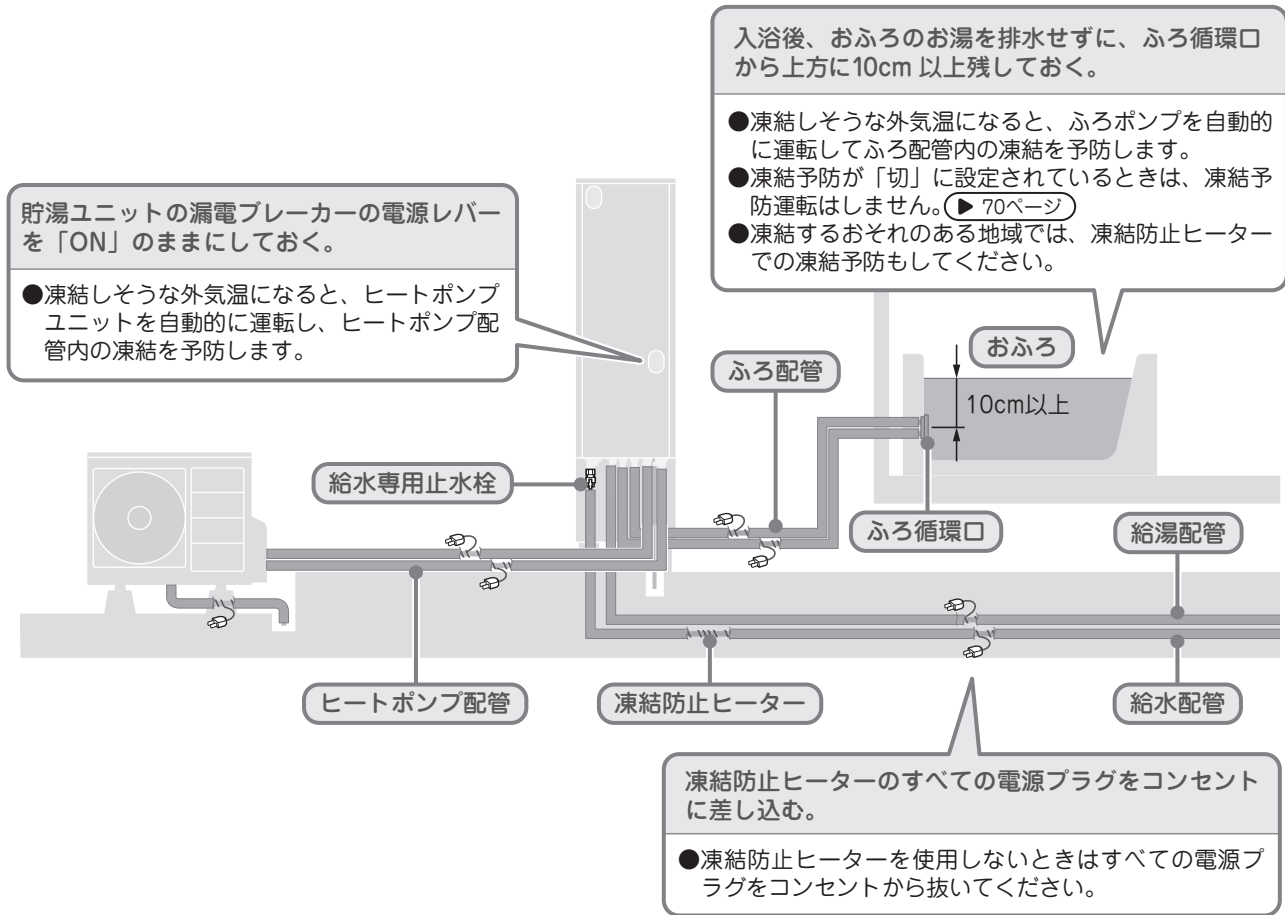 入浴後、おふろのお湯を排水せずに、ふろ循環口
から上方に10cm 以上残しておく。
●凍結しそうな外気温になると、ふろポンプを自動的
に運転してふろ配管内の凍結を予防します。
●凍結予防が「切」に設定されているときは、凍結予
防運転はしません。(▶ 70ページ)
●凍結するおそれのある地域では、凍結防止ヒーター
での凍結予防もしてください。
貯湯ユニットの漏電ブレーカーの電源レバー
を「ON」のままにしておく。
●凍結しそうな外気温になると、ヒートポンプ
ユニットを自動的に運転し、ヒートポンプ配
管内の凍結を予防します。
おふろ
ふろ配管
10cm以上
給水専用止水栓
ふろ循環口
給湯配管
ヒートポンプ配管
凍結防止ヒーター
給水配管
凍結防止ヒーターのすべての電源プラグをコンセント
に差し込む。
●凍結防止ヒーターを使用しないときはすべての電源プ
ラグをコンセントから抜いてください。